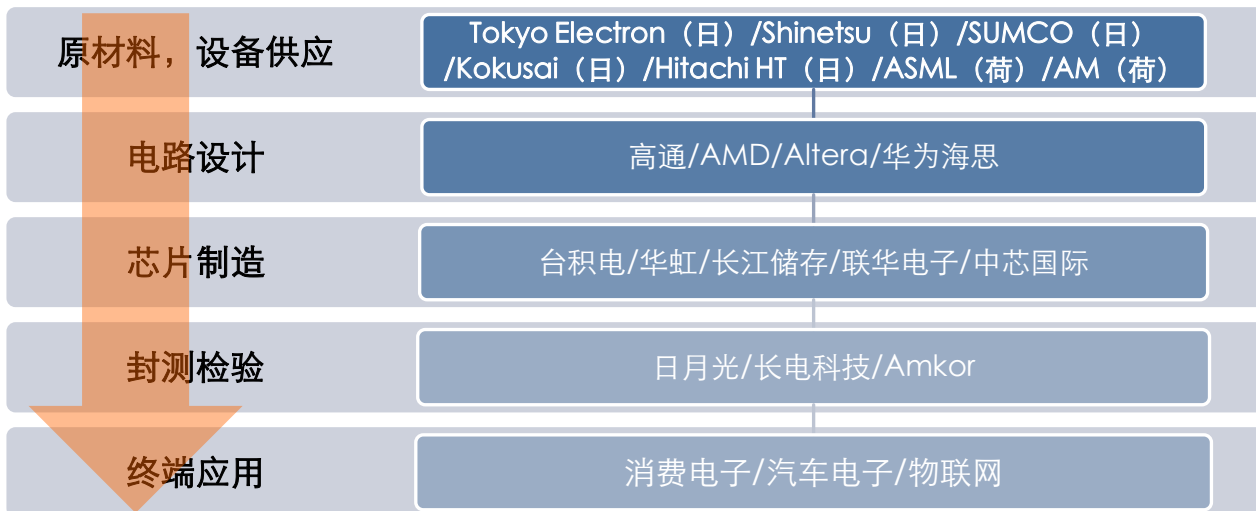 原材料，设备供应
Tokyo Electron（日）/Shinetsu（日）/SUMCO（日）
/Kokusai（日）/Hitachi HT（日）/ASML（荷）/AM（荷）
电路设计
高通/AMD/Altera/华为海思
芯片制造
台积电/华虹/长江储存/联华电子/中芯国际
封测检验
日月光/长电科技/Amkor
终端应用
消费电子/汽车电子/物联网